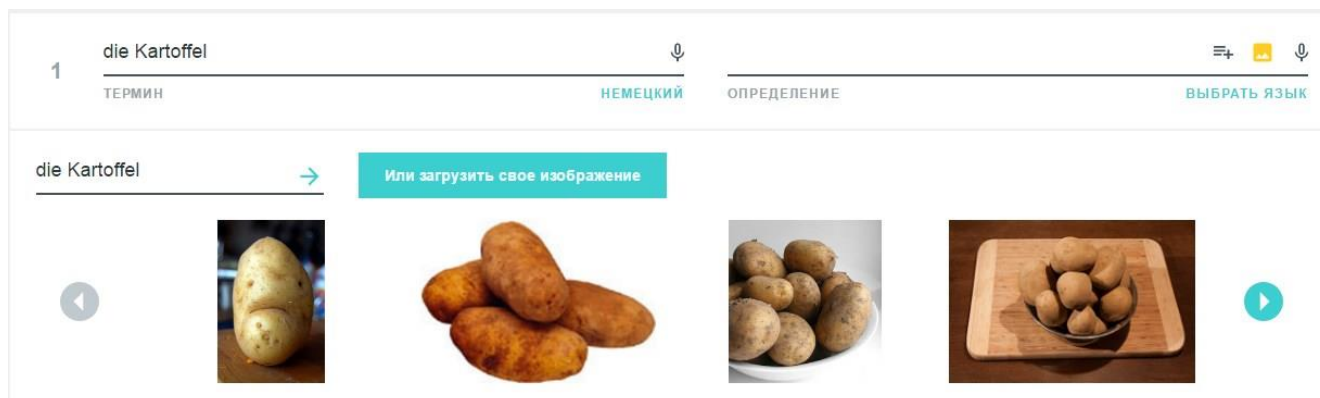 die Kartoffel
1
ТЕРМИН
НЕМЕЦКИЙ
ОПРЕДЕЛЕНИЕ
ВЫБРАТЬ ЯЗЫК
die Kartoffel
Или загрузить свое изображение